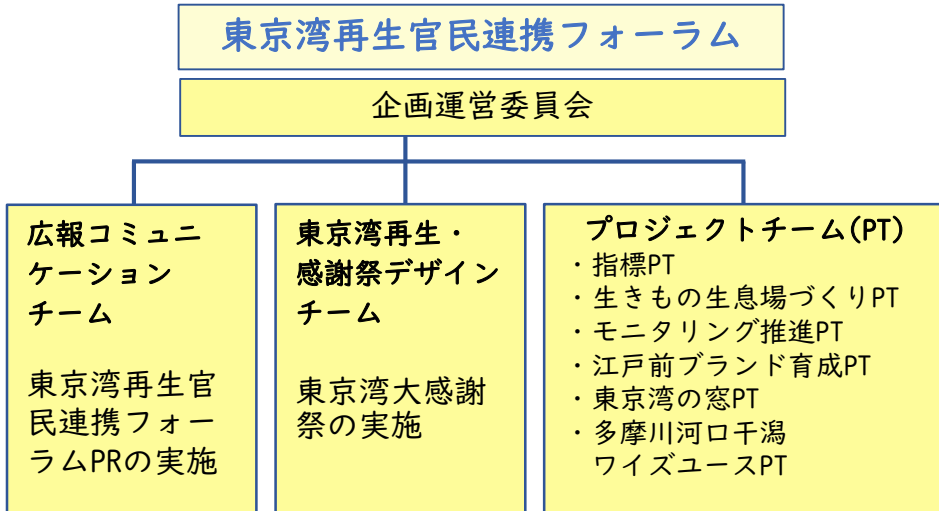 東京湾再生官民連携フォーラム
企画運営委員会
広報コミュニ
ケーション
チーム
東京湾再生官
民連携フォー
ラムPRの実施
東京湾再生・
感謝祭デザイン
チーム
東京湾大感謝
祭の実施
プロジェクトチーム(PT)
・指標PT
・生きもの生息場づくりPT
・モニタリング推進PT
・江戸前ブランド育成PT
・東京湾の窓PT
・多摩川河口干潟
ワイズユースPT